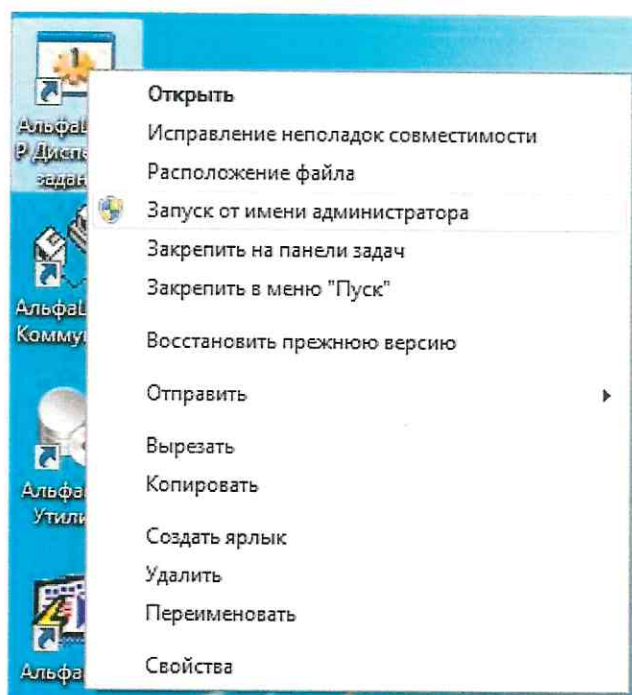 Открыть
Исправление неполадок совместимости
Расположение файла
Запуск от имени администратора
Закрепить на панели задач
Закрепить в меню "Пуск"
Восстановить прежнюю версию
Отправить
Вырезать
Копировать
Создать ярлык
Удалить
Переименовать
Свойства